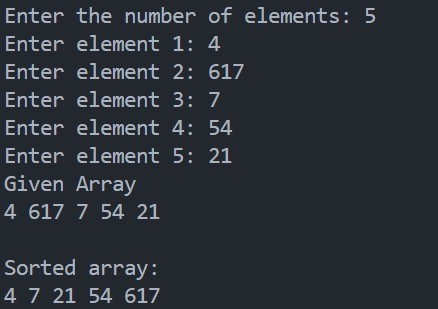 Enter the number of elements: 5
Enter element 1: 4
Enter element 2: 617
Enter element 3: 7
Enter element 4: 54
Enter element 5: 21
Given Array
4 617 7 54 21

Sorted array:
4 7 21 54 617